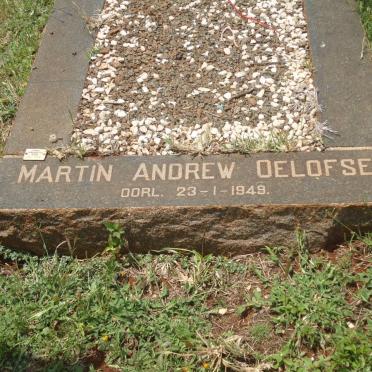 MARTIN ANDREW OELOFSE
OORL. 23-1-1949.